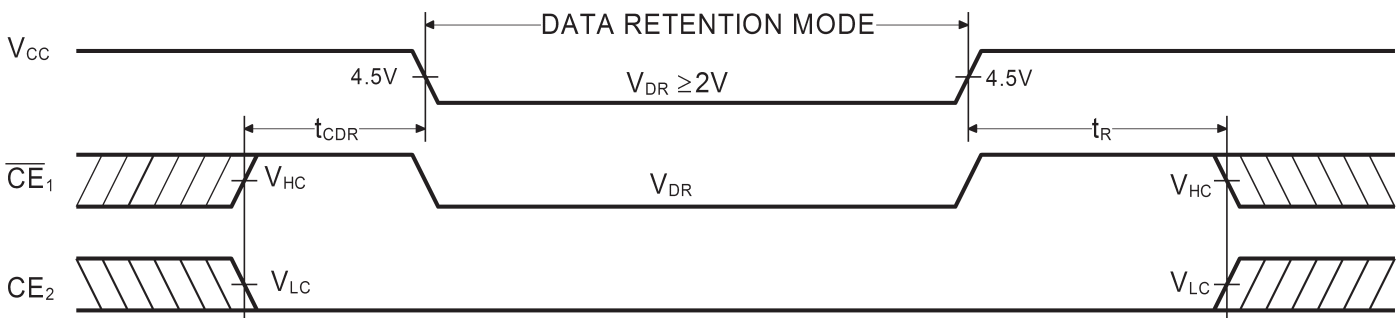 DATA RETENTION MODE
VCC
4.5V
VDR ≥2V
4.5V
tCDR
tR
CE1
VHC
VDR
VHC
CE2
VLC
VLC